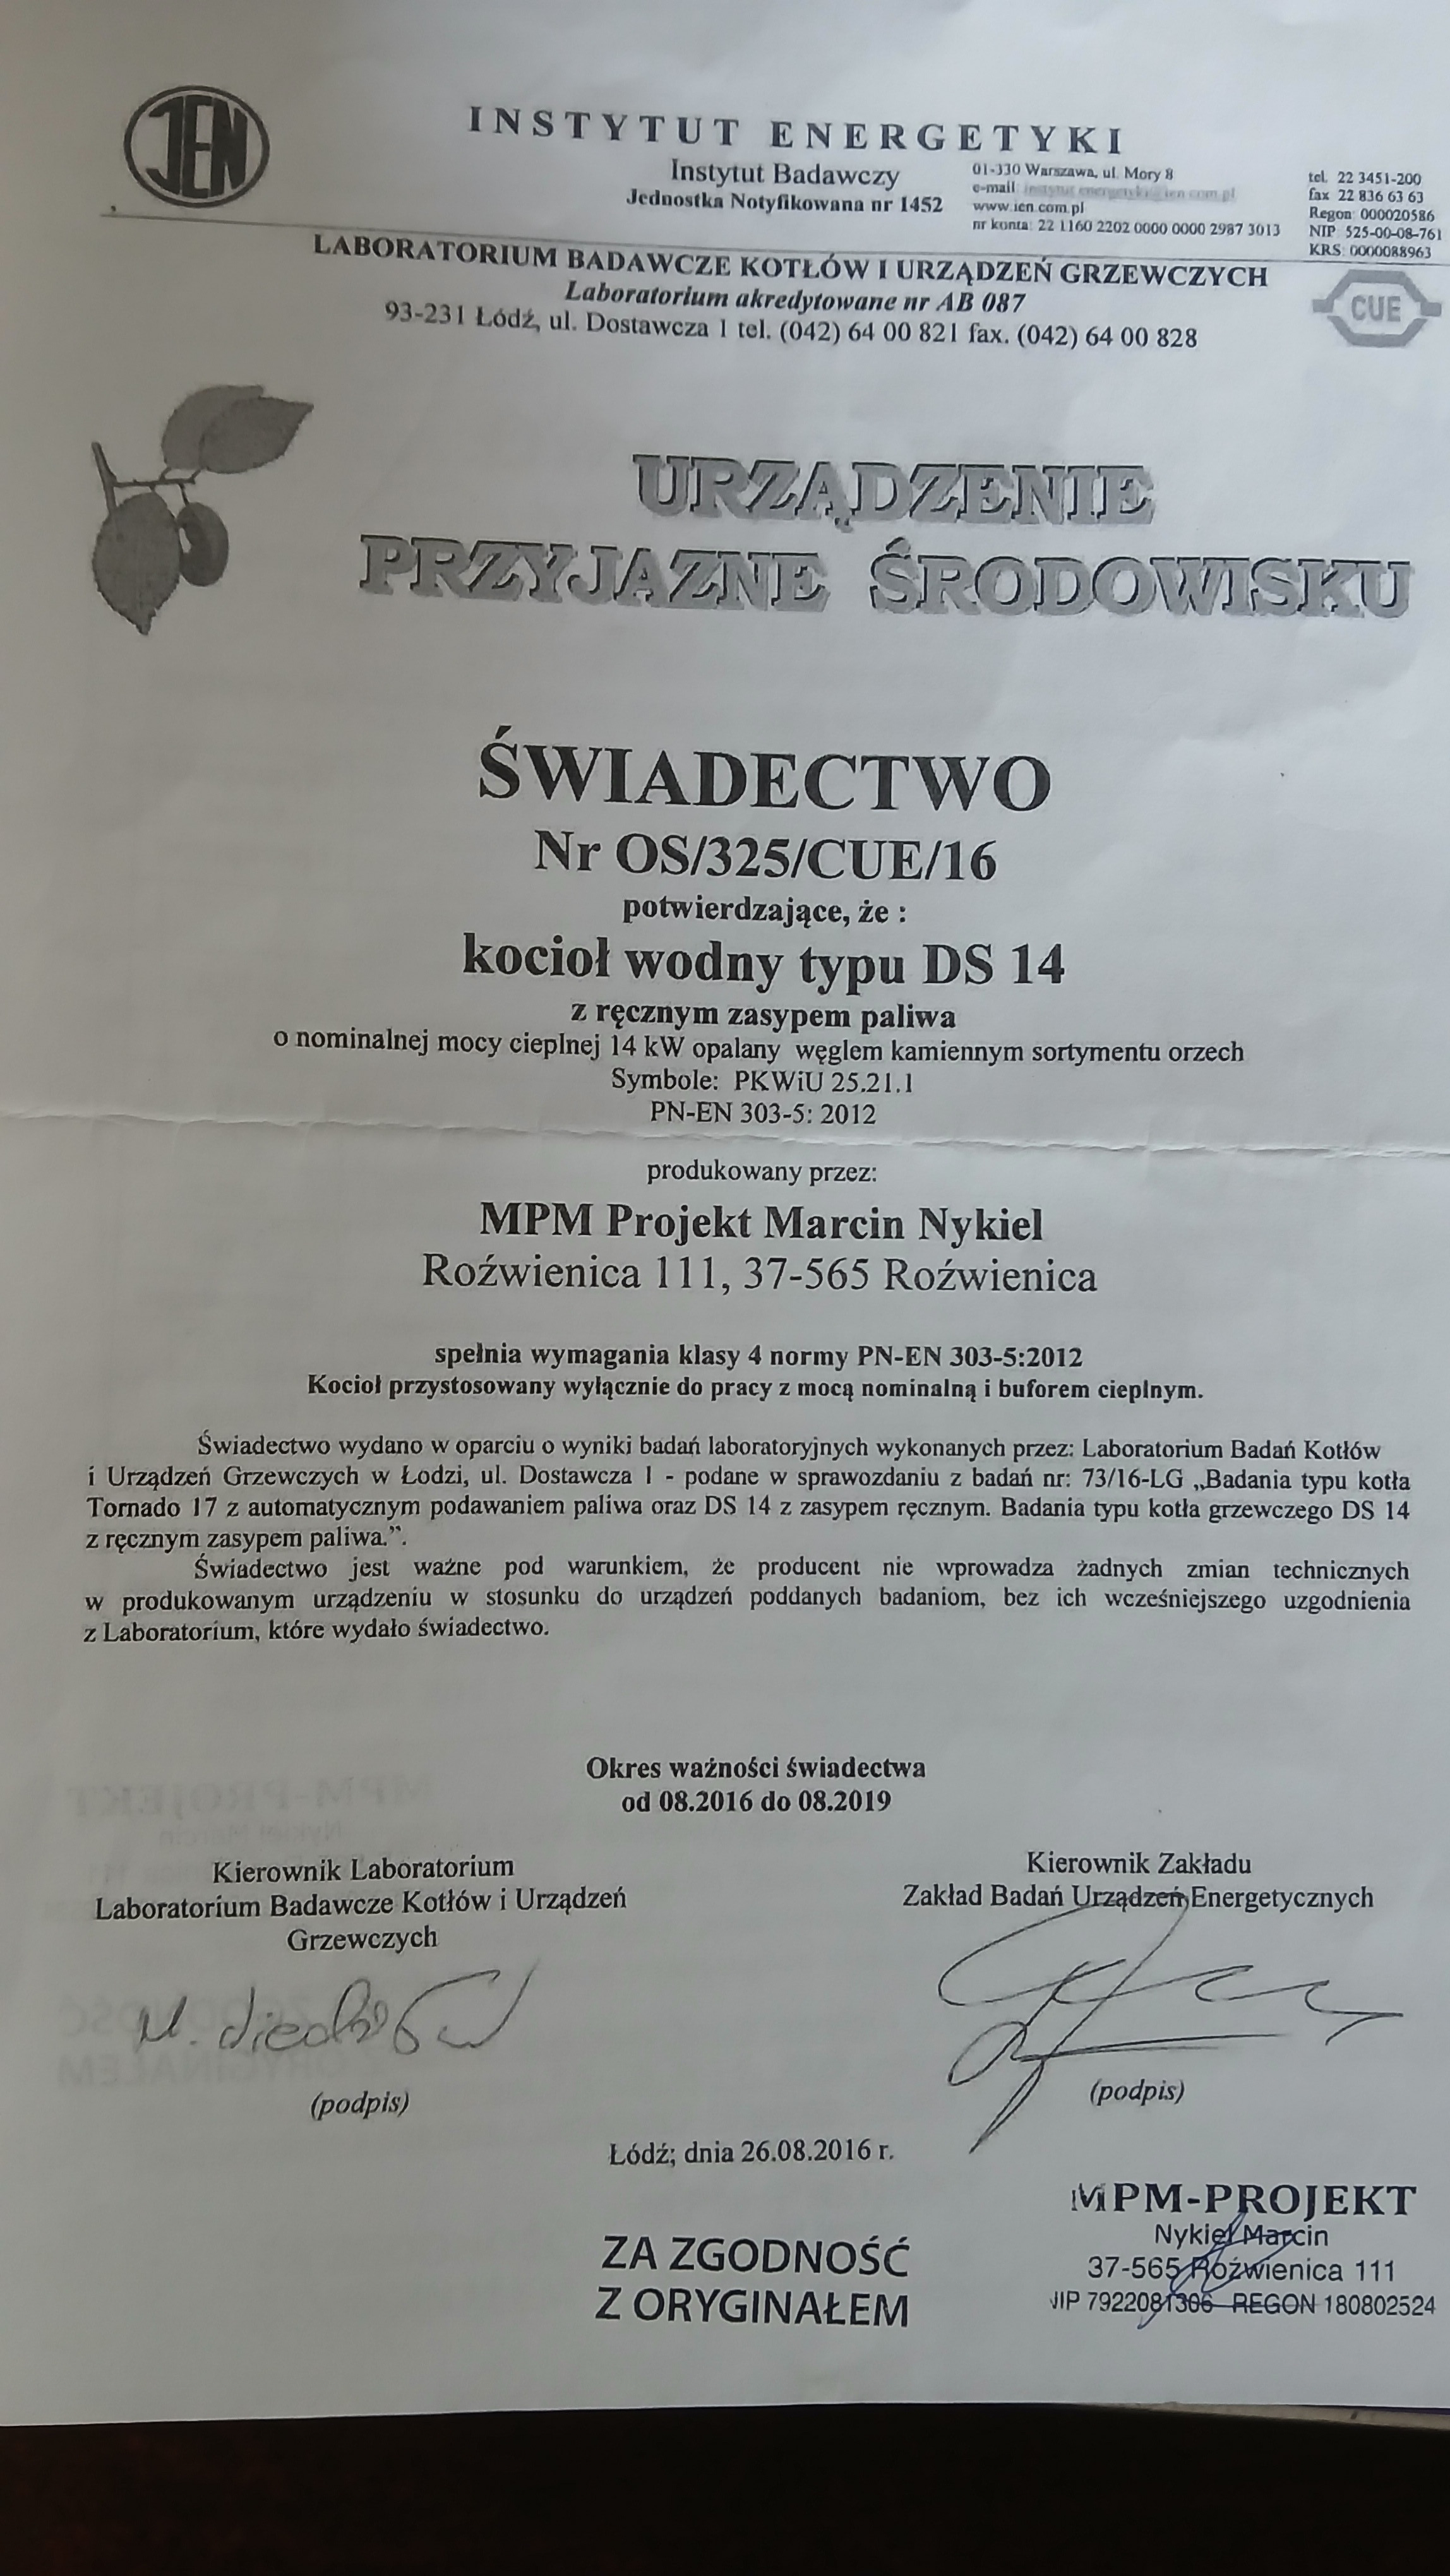 JEN
INSTYTUT ENERGETYKI
Instytut Badawczy
Jednostka Notyfikowana nr 1452
01-330 Warszawa, ul. Mory 8
e-mail: instytut.energetyki@ien.com.pl
www.ien.com.pl
nr konta: 22 1160 2202 0000 0000 2987 3013
tel. 22 3451-200
fax 22 836 63 63
Regon: 000020586
NIP: 525-00-08-761
KRS: 0000088963
LABORATORIUM BADAWCZE KOTŁÓW I URZĄDZEŃ GRZEWCZYCH
Laboratorium akredytowane nr AB 087
93-231 Łódź, ul. Dostawcza 1 tel. (042) 64 00 821 fax. (042) 64 00 828
CUE
URZĄDZENIE
PRZYJAZNE ŚRODOWISKU
ŚWIADECTWO
Nr OS/325/CUE/16
potwierdzające, że :
kocioł wodny typu DS 14
z ręcznym zasypem paliwa
o nominalnej mocy cieplnej 14 kW opalany węglem kamiennym sortymentu orzech
Symbole: PKWiU 25.21.1
PN-EN 303-5: 2012
produkowany przez:
MPM Projekt Marcin Nykiel
Roźwienica 111, 37-565 Roźwienica
spełnia wymagania klasy 4 normy PN-EN 303-5:2012
Kocioł przystosowany wyłącznie do pracy z mocą nominalną i buforem cieplnym.
Świadectwo wydano w oparciu o wyniki badań laboratoryjnych wykonanych przez: Laboratorium Badań Kotłów
i Urządzeń Grzewczych w Łodzi, ul. Dostawcza 1 - podane w sprawozdaniu z badań nr: 73/16-LG „Badania typu kotła
Tornado 17 z automatycznym podawaniem paliwa oraz DS 14 z zasypem ręcznym. Badania typu kotła grzewczego DS 14
z ręcznym zasypem paliwa.”.
Świadectwo jest ważne pod warunkiem, że producent nie wprowadza żadnych zmian technicznych
w produkowanym urządzeniu w stosunku do urządzeń poddanych badaniom, bez ich wcześniejszego uzgodnienia
z Laboratorium, które wydało świadectwo.
Okres ważności świadectwa
od 08.2016 do 08.2019
Kierownik Laboratorium
Laboratorium Badawcze Kotłów i Urządzeń
Grzewczych
(podpis)
Kierownik Zakładu
Zakład Badań Urządzeń Energetycznych
(podpis)
Łódź; dnia 26.08.2016 r.
ZA ZGODNOŚĆ
Z ORYGINAŁEM
MPM-PROJEKT
Nykiel Marcin
37-565 Roźwienica 111
NIP 7922081306 REGON 180802524